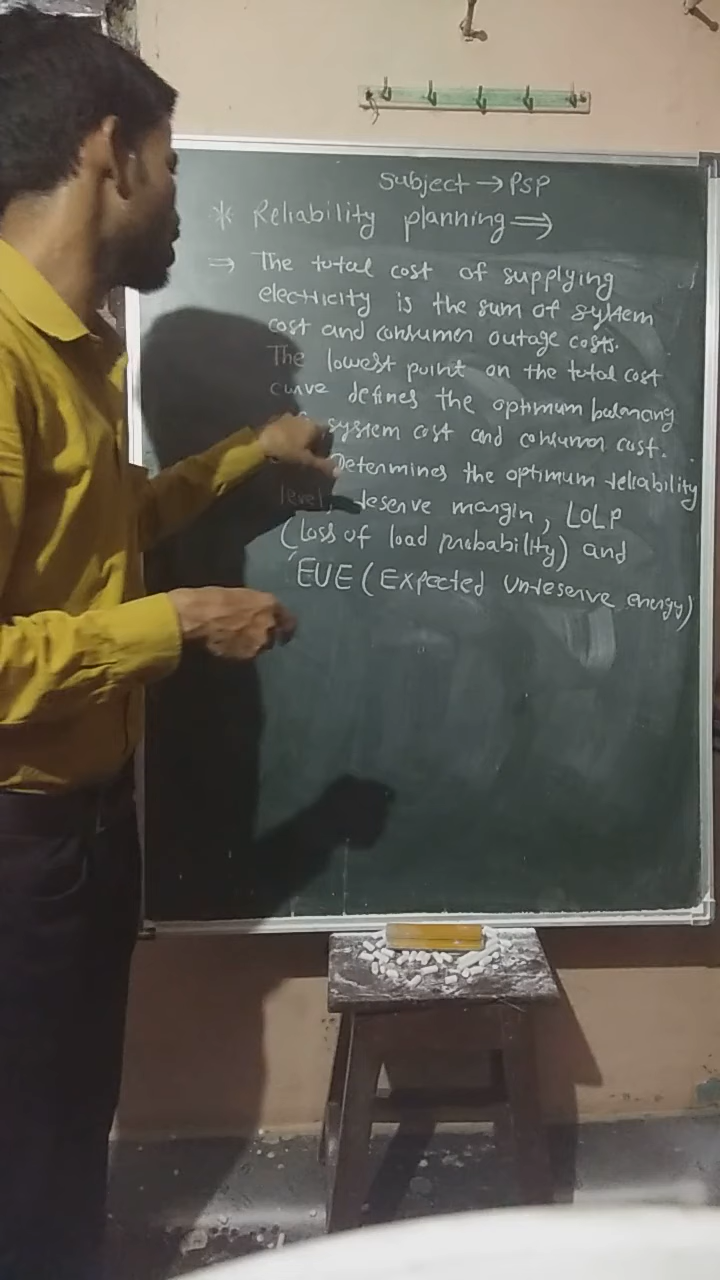 Subject → PSP
* Reliability planning ⇒
⇒ The total cost of supplying
electricity is the sum of system
cost and consumer outage costs.
The lowest point on the total cost
curve defines the optimum balancing
system cost and consumer cost.
Determines the optimum reliability
level, reserve margin, LOLP
(Loss of load probability) and
EUE (Expected unreserve energy)